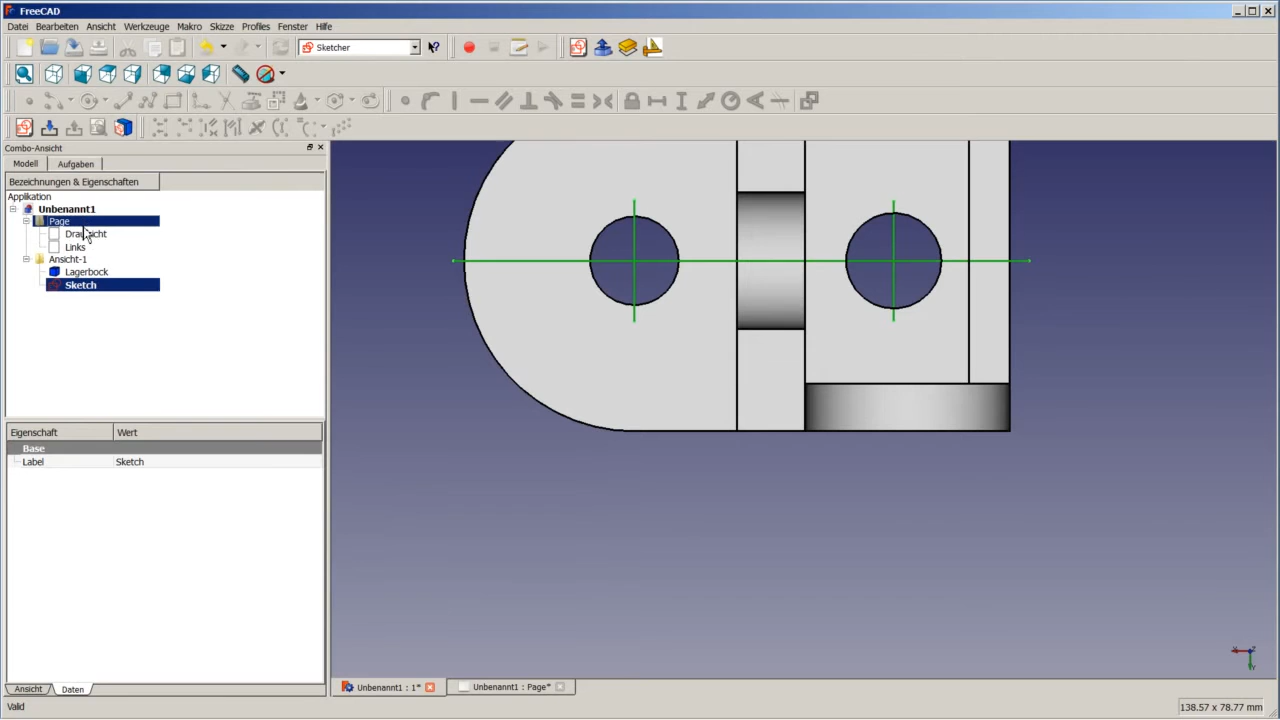 FreeCAD
Datei Bearbeiten Ansicht Werkzeuge Makro Skizze Profiles Fenster Hilfe
Sketcher
Combo-Ansicht
Modell Aufgaben
Bezeichnungen & Eigenschaften
Applikation
Unbenannt1
Page
Draufsicht
Links
Ansicht-1
Lagerbock
Sketch
Eigenschaft Wert
Base
Label Sketch
Ansicht Daten
Unbenannt1 : 1* Unbenannt1 : Page*
Valid 138.57 x 78.77 mm